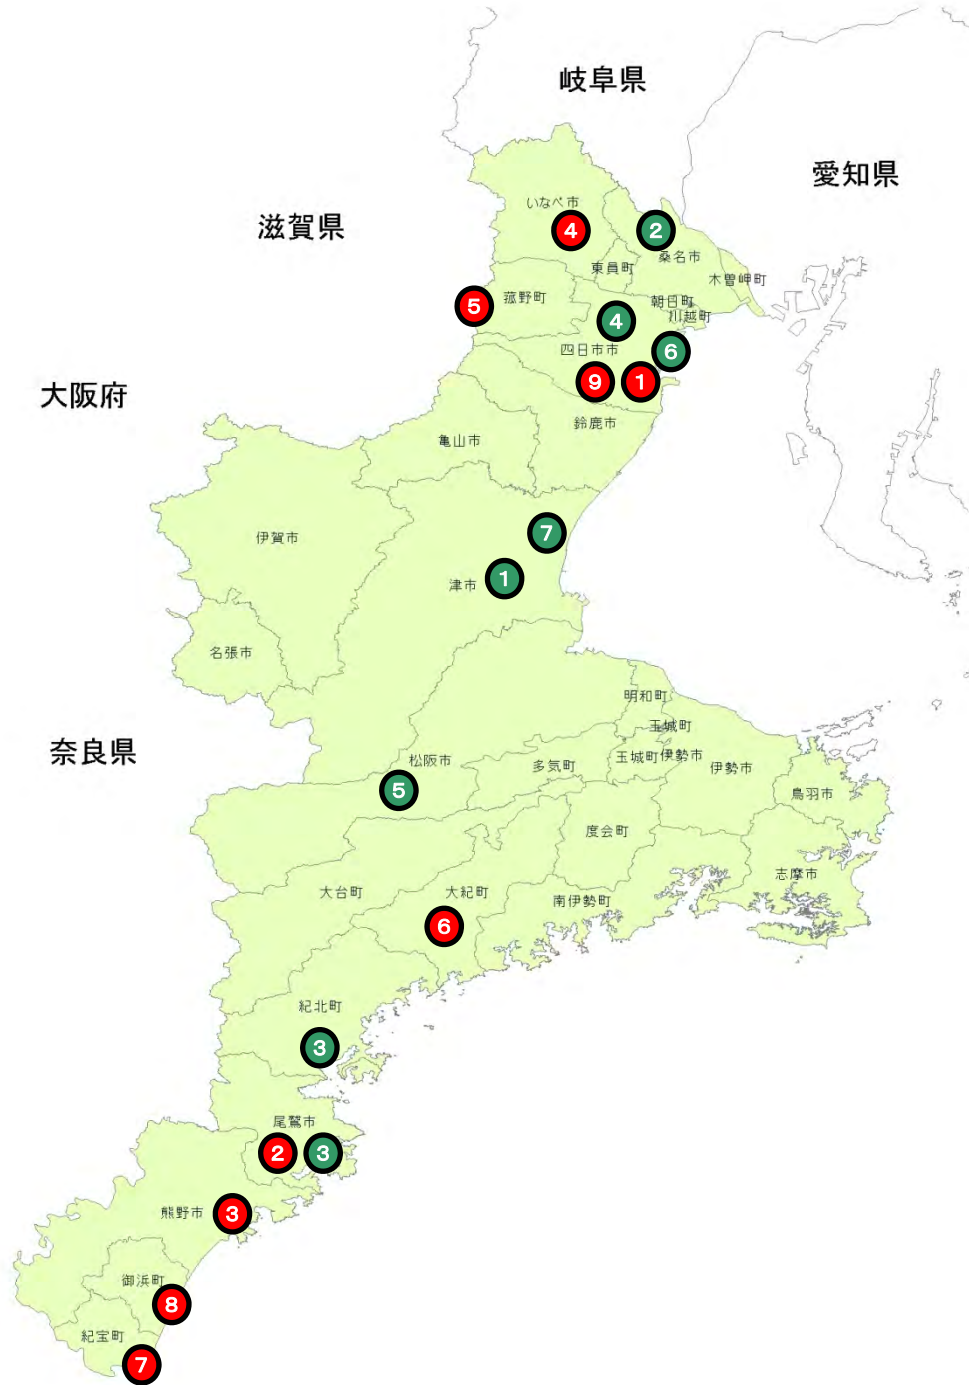 岐阜県
愛知県
いなべ市
滋賀県
4
2
東員町
桑名市
木曽岬町
菰野町
朝日町
5
川越町
4
四日市市
6
9
1
大阪府
鈴鹿市
亀山市
7
伊賀市
1
津市
名張市
明和町
玉城町
奈良県
松阪市
多気町
玉城町
伊勢市
伊勢市
5
鳥羽市
度会町
志摩市
大台町
大紀町
南伊勢町
6
紀北町
3
尾鷲市
2
3
熊野市
3
御浜町
8
紀宝町
7